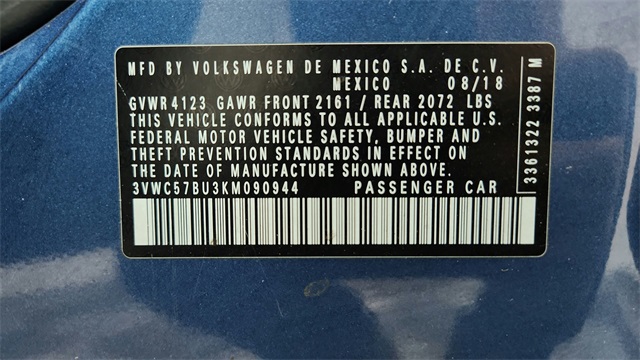 MFD BY VOLKSWAGEN DE MEXICO S.A. DE C.V.
MEXICO 08/18
GVWR 4123 GAWR FRONT 2161 / REAR 2072 LBS
THIS VEHICLE CONFORMS TO ALL APPLICABLE U.S.
FEDERAL MOTOR VEHICLE SAFETY, BUMPER AND
THEFT PREVENTION STANDARDS IN EFFECT ON
THE DATE OF MANUFACTURE SHOWN ABOVE.
3VWC57BU3KM090944 PASSENGER CAR
3361322 3387 M